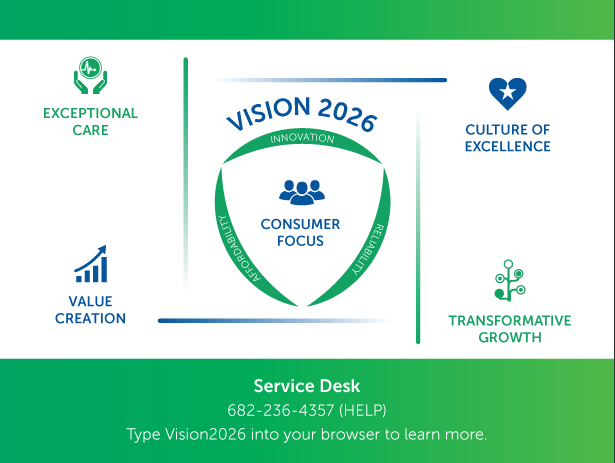 EXCEPTIONAL
CARE
VISION 2026
INNOVATION
AFFORDABILITY
RELIABILITY
CONSUMER
FOCUS
CULTURE OF
EXCELLENCE
VALUE
CREATION
TRANSFORMATIVE
GROWTH
Service Desk
682-236-4357 (HELP)
Type Vision2026 into your browser to learn more.